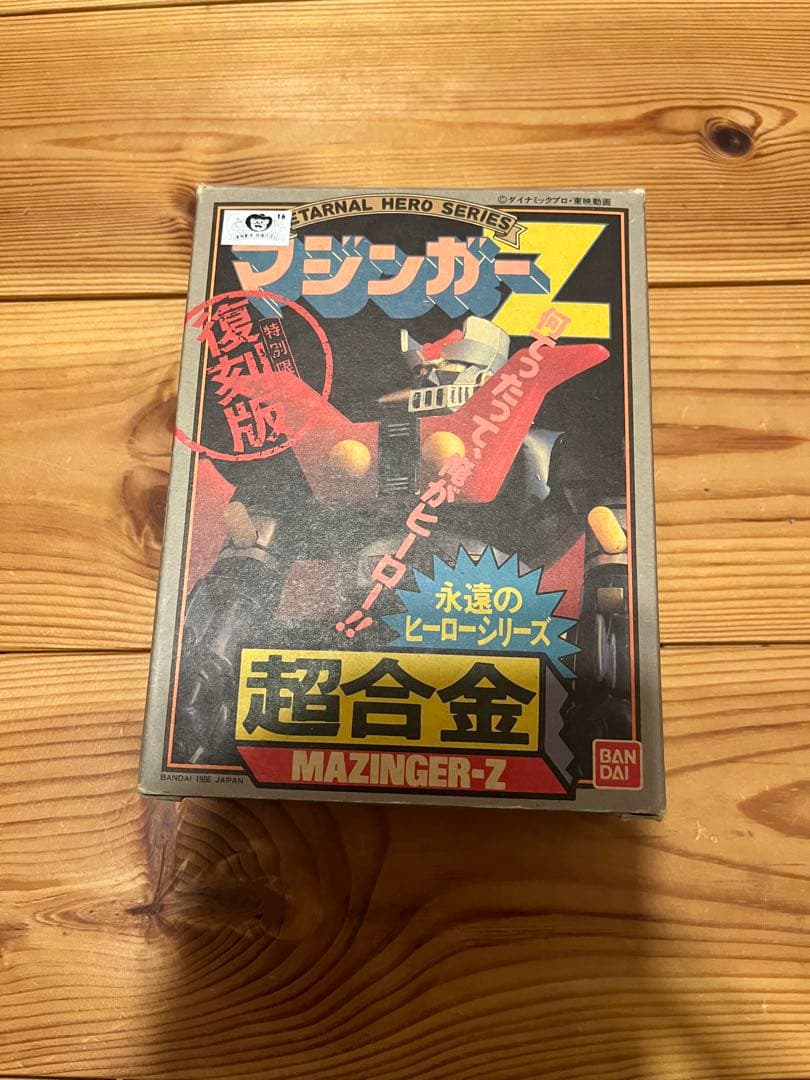 ETARNAL HERO SERIES
©ダイナミックプロ・東映動画
マジンガーZ
特別限
復刻版
何てったって、俺がヒーロー!!
永遠の
ヒーローシリーズ
超合金
MAZINGER-Z
BANDAI 1986 JAPAN
BAN
DAI